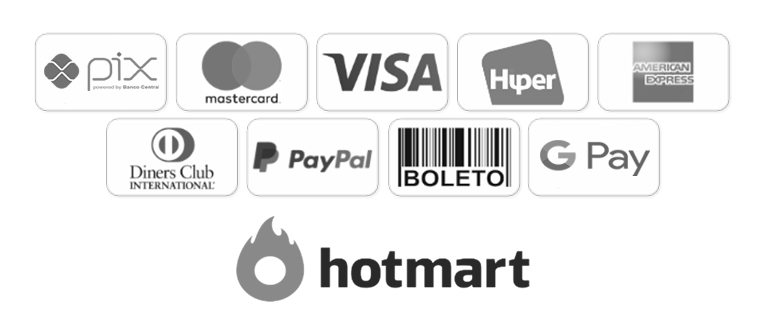 pix
powered by Banco Central
mastercard.
VISA
Hiper
AMERICAN
EXPRESS
Diners Club
INTERNATIONAL®
PayPal
BOLETO
G Pay
hotmart